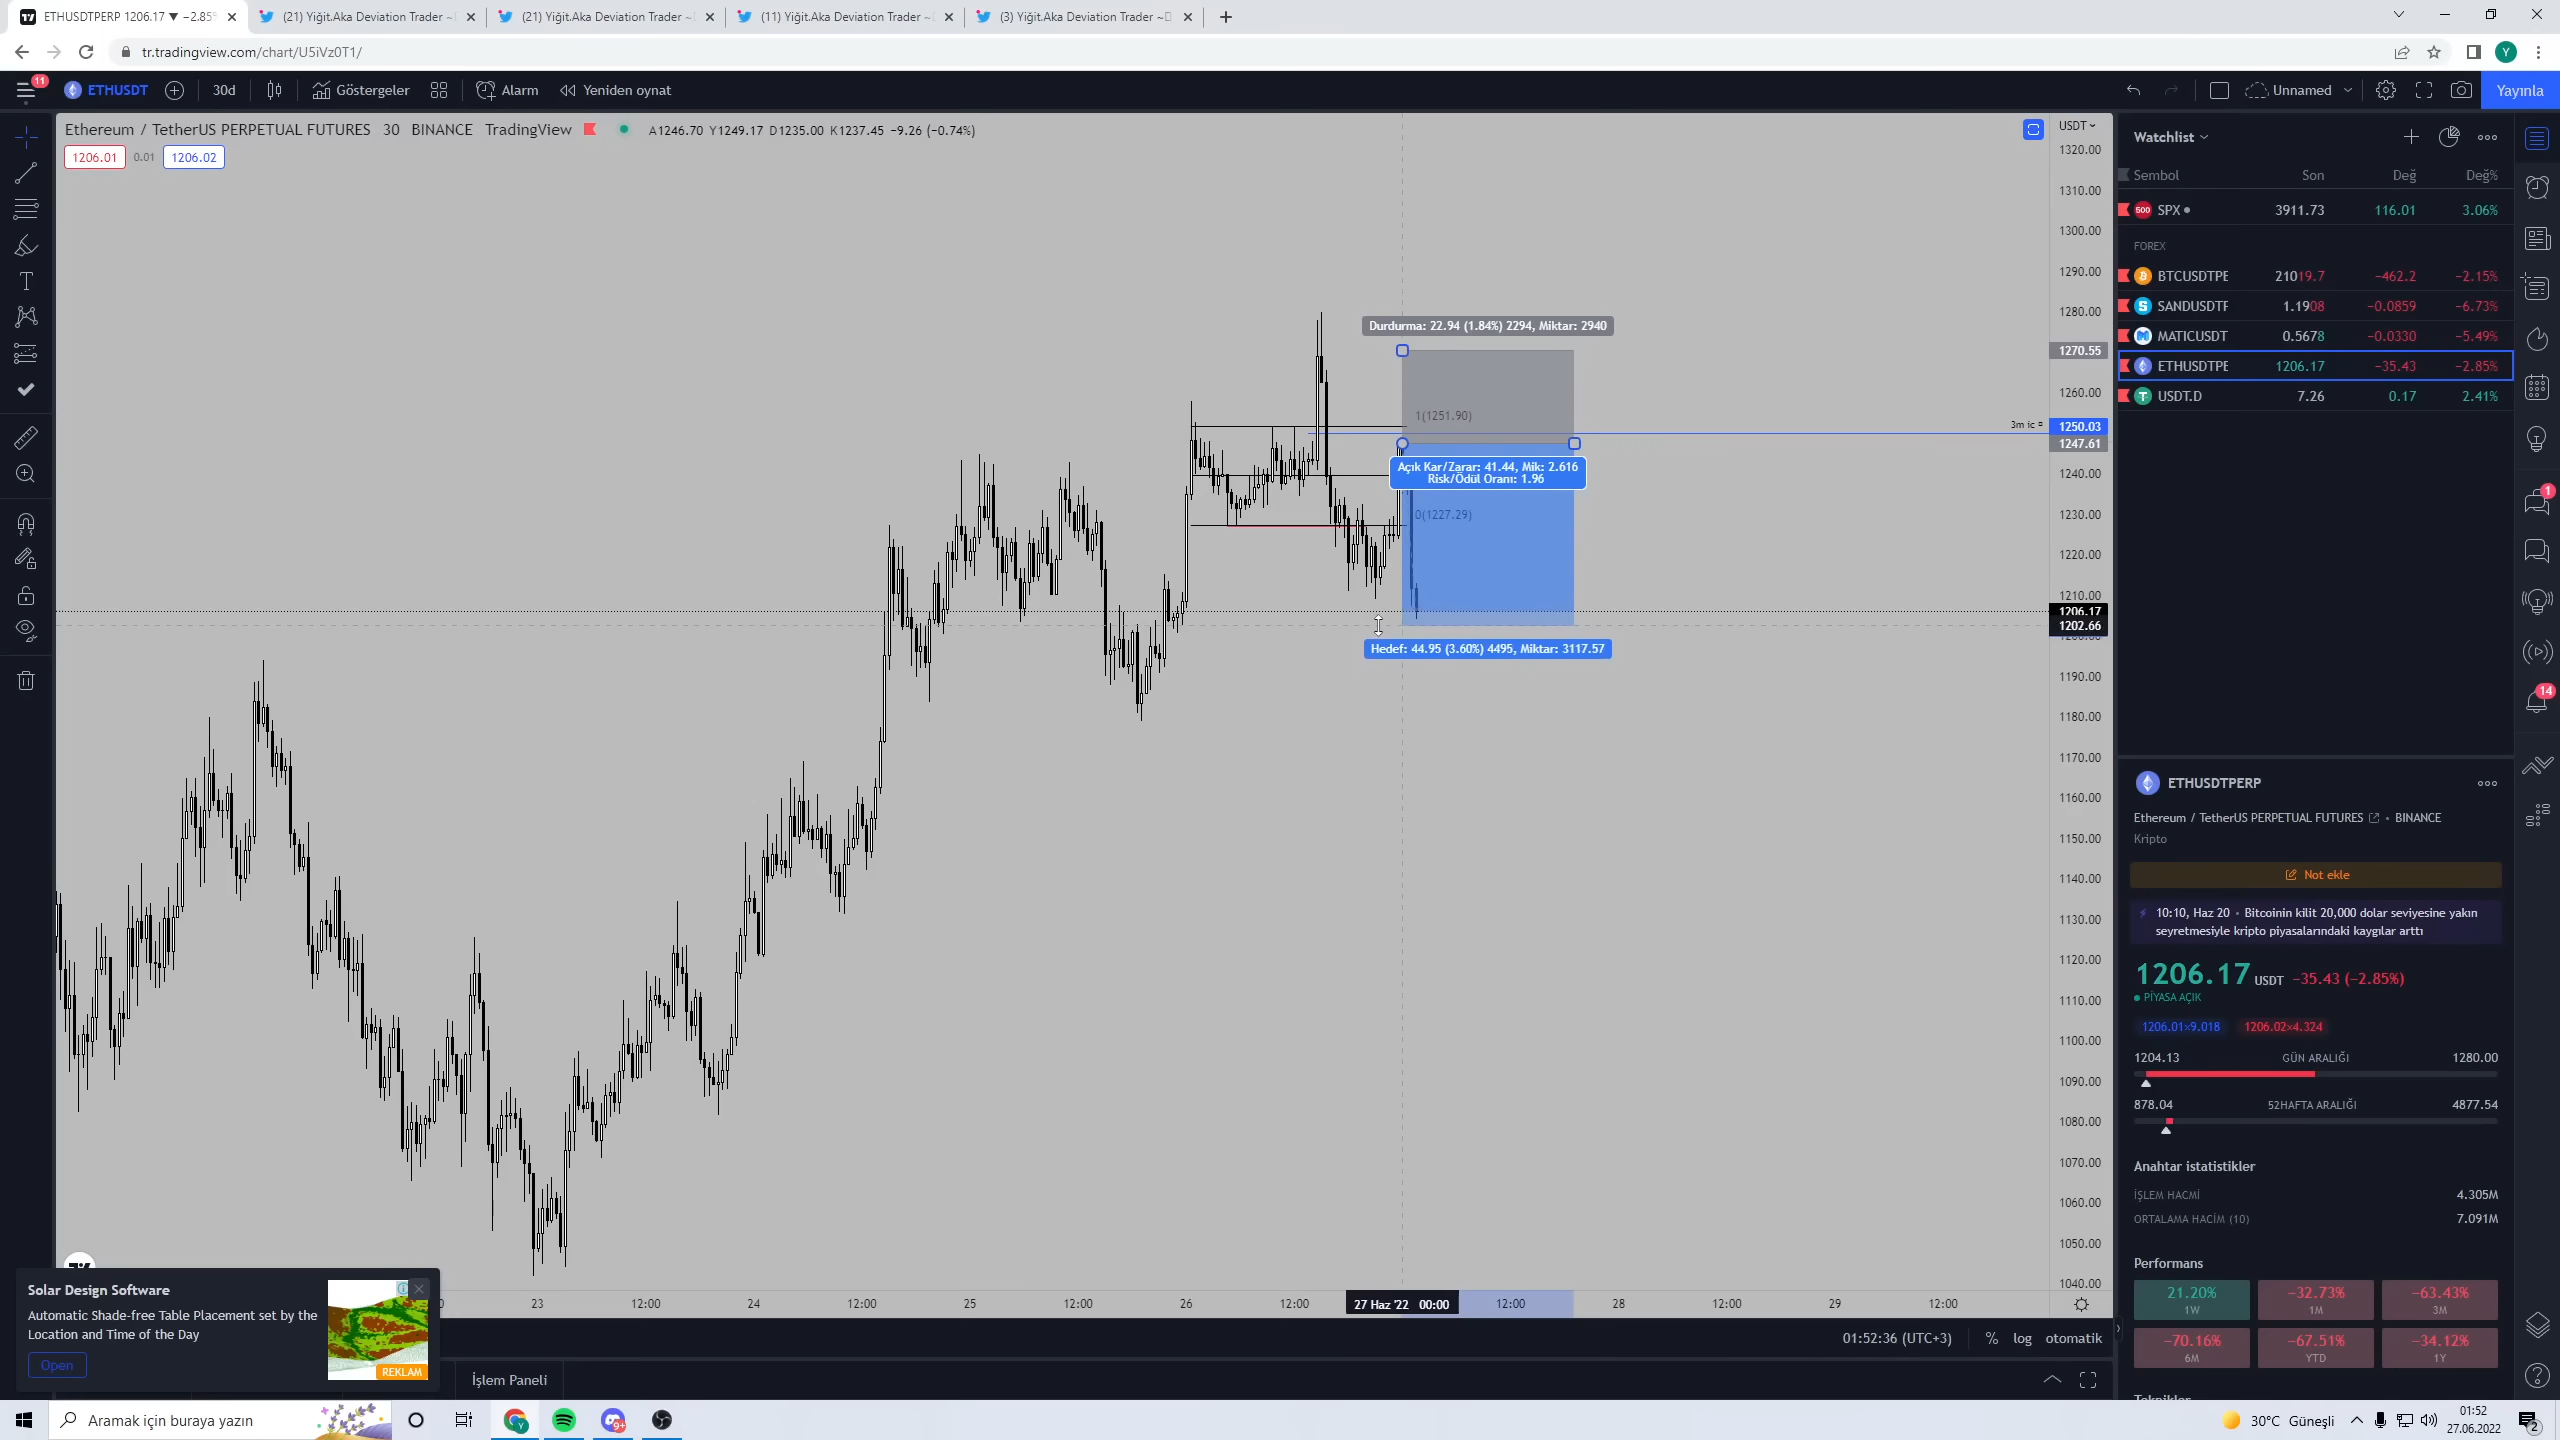 ETHUSDTPERP 1206.17 ▼ −2.85
(21) Yiğit.Aka Deviation Trader ~
(21) Yiğit.Aka Deviation Trader ~
(11) Yiğit.Aka Deviation Trader ~
(3) Yiğit.Aka Deviation Trader ~
tr.tradingview.com/chart/U5iVz0T1/
Y
11
ETHUSDT
30d
Göstergeler
Alarm
Yeniden oynat
Unnamed
Yayınla
Ethereum / TetherUS PERPETUAL FUTURES 30 BINANCE TradingView
A1246.70 Y1249.17 D1235.00 K1237.45 −9.26 (−0.74%)
1206.01
0.01
1206.02
USDT
1320.00
1310.00
1300.00
1290.00
1280.00
1270.55
1260.00
1250.03
1247.61
1240.00
1230.00
1220.00
1210.00
1206.17
1202.66
1190.00
1180.00
1170.00
1160.00
1150.00
1140.00
1130.00
1120.00
1110.00
1100.00
1090.00
1080.00
1070.00
1060.00
1050.00
1040.00
Durdurma: 22.94 (1.84%) 2294, Miktar: 2940
1(1251.90)
3m ic
Açık Kar/Zarar: 41.44, Mik: 2.616
Risk/Ödül Oranı: 1.96
0(1227.29)
Hedef: 44.95 (3.60%) 4495, Miktar: 3117.57
23
12:00
24
12:00
25
12:00
26
12:00
27 Haz '22 00:00
12:00
28
12:00
29
12:00
01:52:36 (UTC+3)
%
log
otomatik
İşlem Paneli
Solar Design Software
Automatic Shade-free Table Placement set by the
Location and Time of the Day
Open
REKLAM
Watchlist
Sembol Son Değ Değ%
500 SPX 3911.73 116.01 3.06%
FOREX
BTCUSDTPE 21019.7 −462.2 −2.15%
SANDUSDTF 1.1908 −0.0859 −6.73%
MATICUSDT 0.5678 −0.0330 −5.49%
ETHUSDTPE 1206.17 −35.43 −2.85%
USDT.D 7.26 0.17 2.41%
1
14
ETHUSDTPERP
Ethereum / TetherUS PERPETUAL FUTURES • BINANCE
Kripto
Not ekle
10:10, Haz 20 • Bitcoinin kilit 20,000 dolar seviyesine yakın
seyretmesiyle kripto piyasalarındaki kaygılar arttı
1206.17 USDT −35.43 (−2.85%)
PİYASA AÇIK
1206.01×9.018
1206.02×4.324
1204.13 GÜN ARALIĞI 1280.00
878.04 52HAFTA ARALIĞI 4877.54
Anahtar istatistikler
İŞLEM HACMİ 4.305M
ORTALAMA HACİM (10) 7.091M
Performans
21.20% −32.73% −63.43%
1W 1M 3M
−70.16% −67.51% −34.12%
6M YTD 1Y
Aramak için buraya yazın
Y
9+
30°C Güneşli
01:52
27.06.2022
2